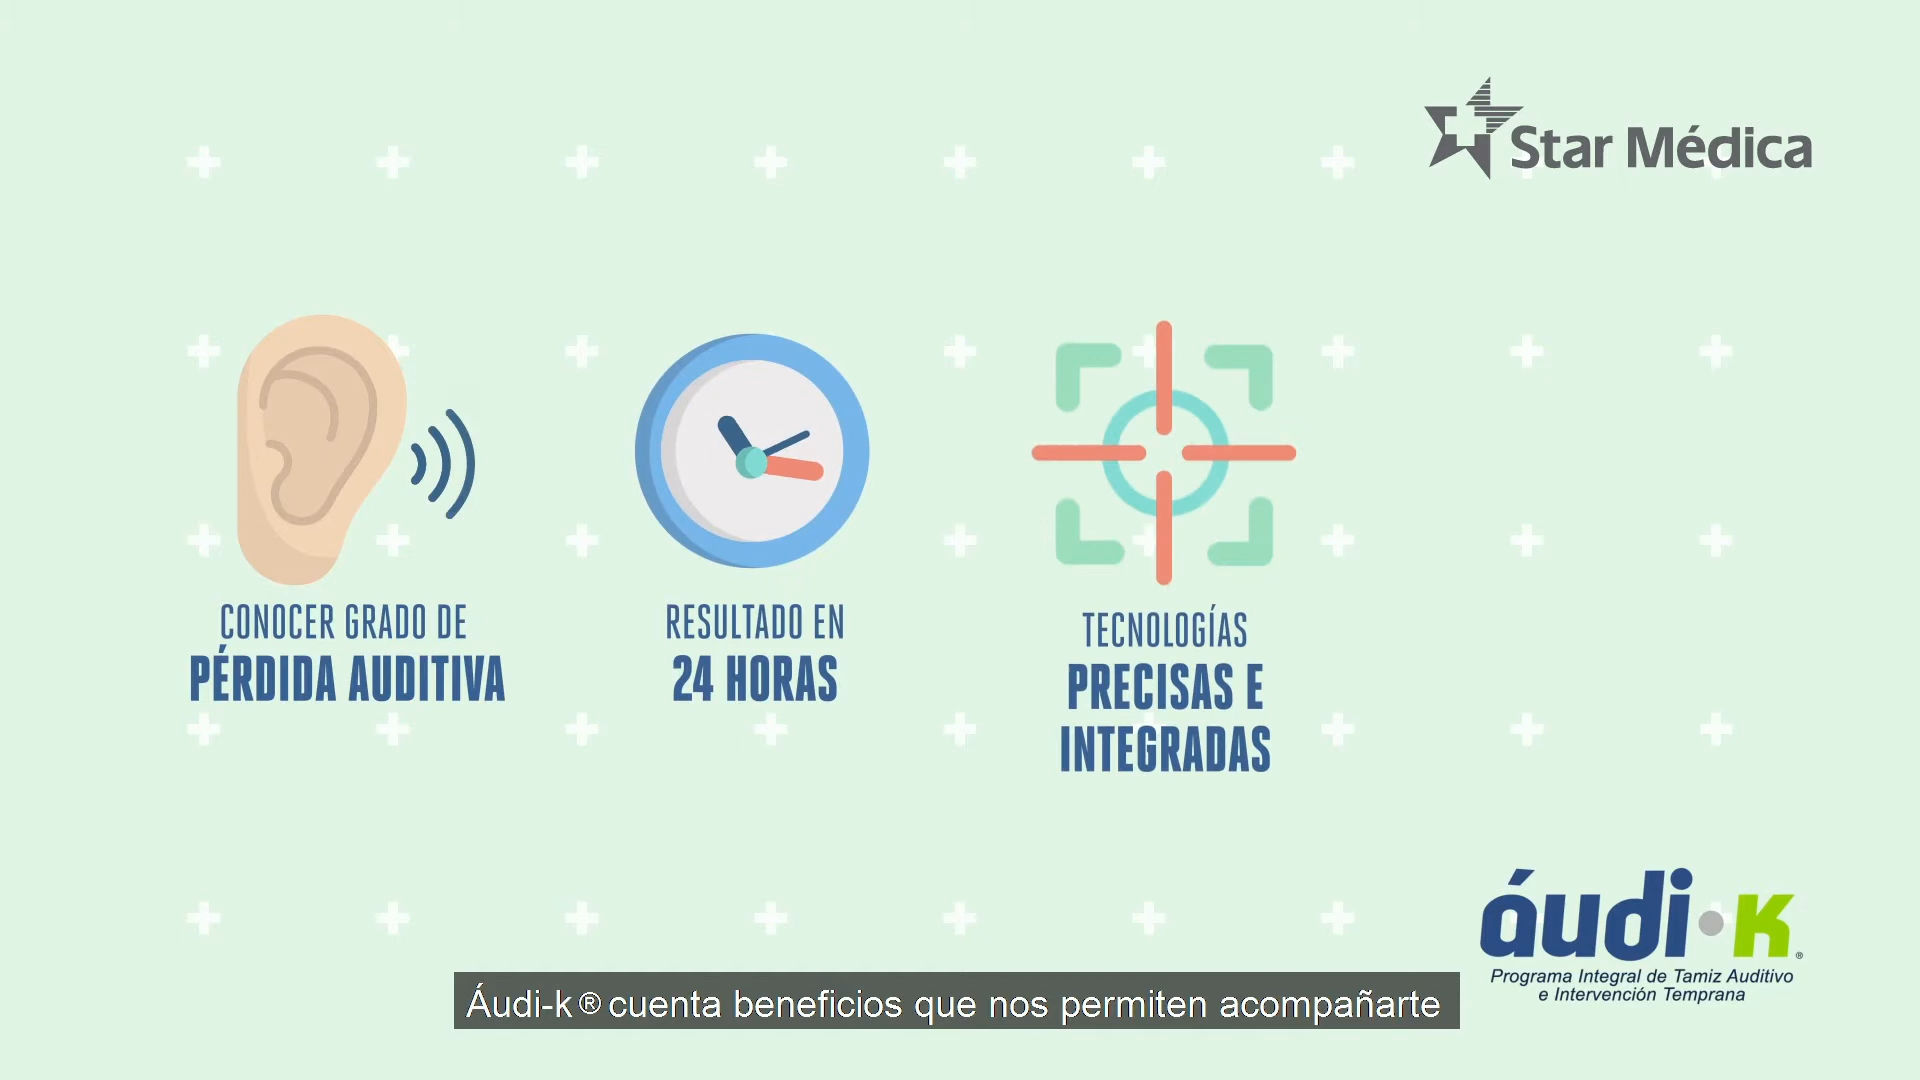 Star Médica
CONOCER GRADO DE
PÉRDIDA AUDITIVA
RESULTADO EN
24 HORAS
TECNOLOGÍAS
PRECISAS E
INTEGRADAS
áudi•k®
Programa Integral de Tamiz Auditivo
e Intervención Temprana
Áudi-k® cuenta beneficios que nos permiten acompañarte